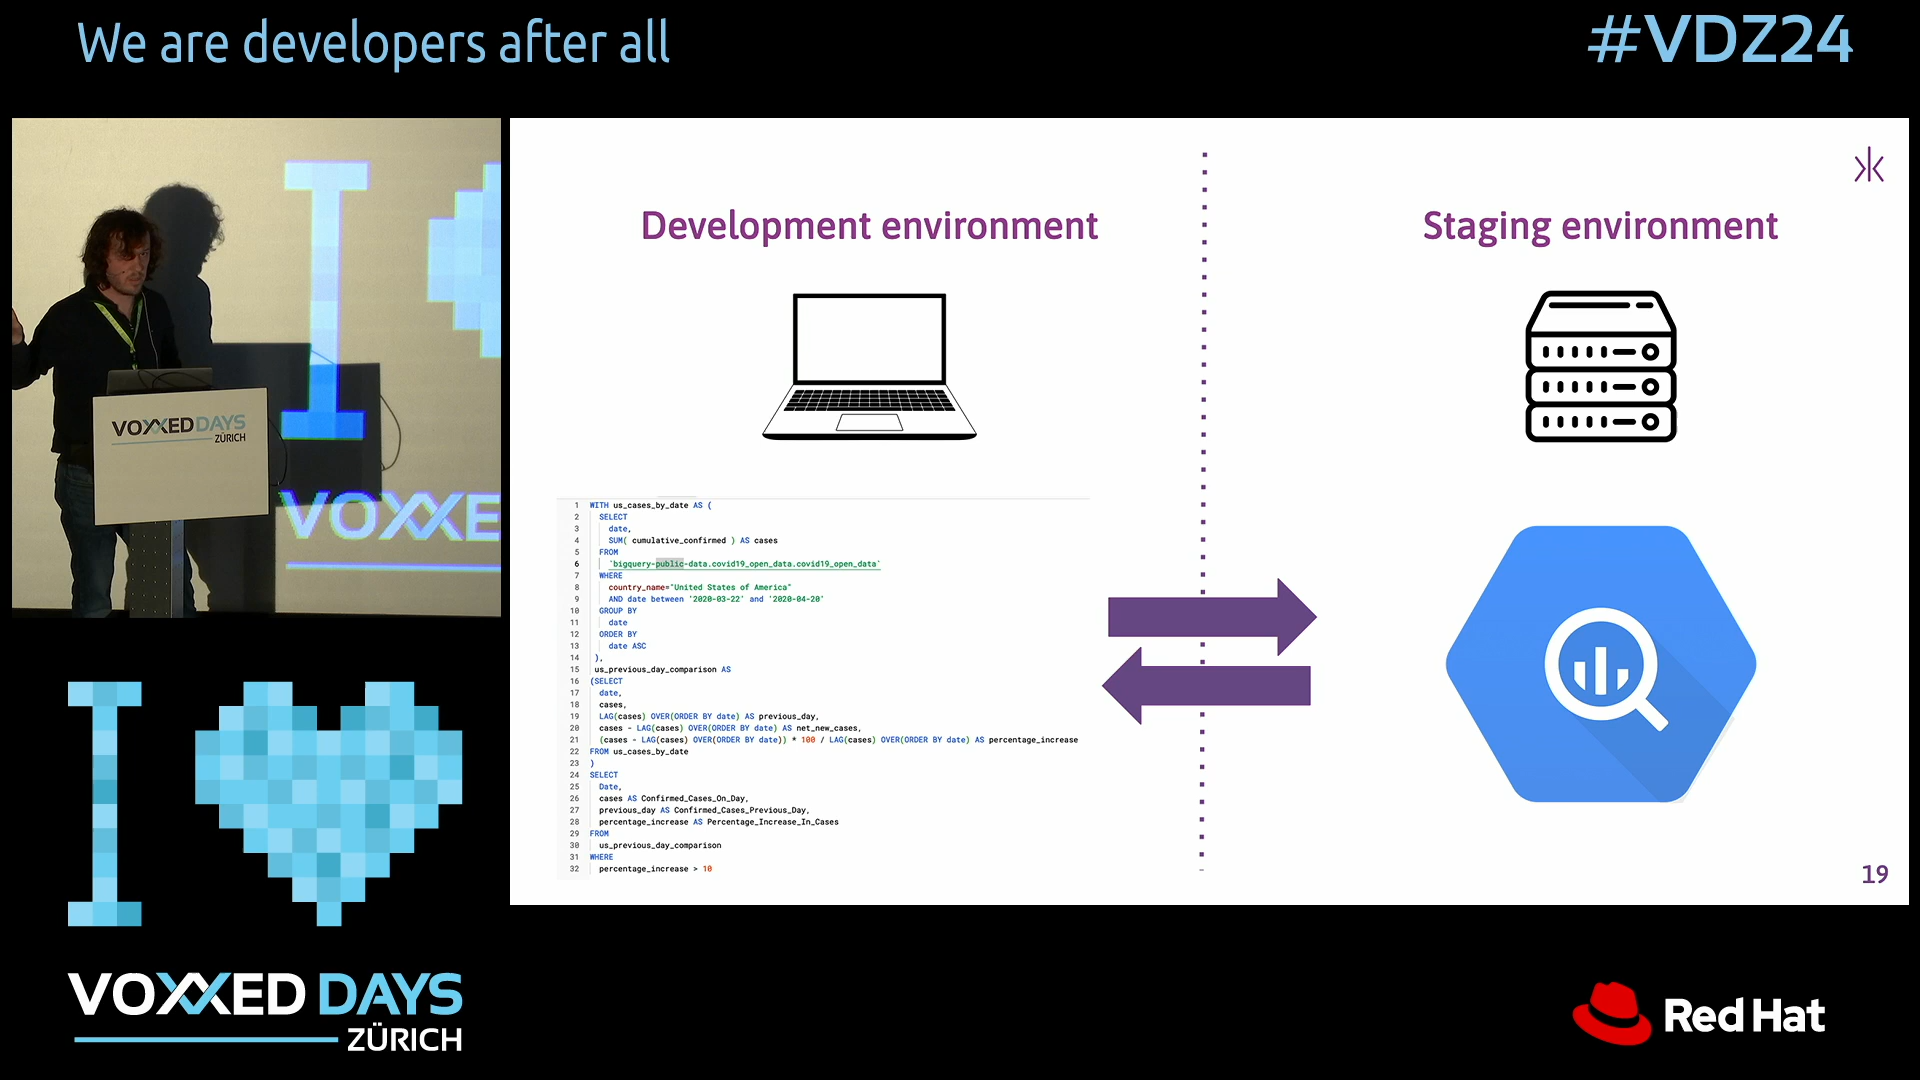 We are developers after all
#VDZ24
VOXXED DAYS
ZÜRICH
VOXXE
Development environment
Staging environment
1 WITH us_cases_by_date AS (
2 SELECT
3 date,
4 SUM( cumulative_confirmed ) AS cases
5 FROM
6 `bigquery-public-data.covid19_open_data.covid19_open_data`
7 WHERE
8 country_name="United States of America"
9 AND date between '2020-03-22' and '2020-04-20'
10 GROUP BY
11 date
12 ORDER BY
13 date ASC
14 ),
15 us_previous_day_comparison AS
16 (SELECT
17 date,
18 cases,
19 LAG(cases) OVER(ORDER BY date) AS previous_day,
20 cases - LAG(cases) OVER(ORDER BY date) AS net_new_cases,
21 (cases - LAG(cases) OVER(ORDER BY date)) * 100 / LAG(cases) OVER(ORDER BY date) AS percentage_increase
22 FROM us_cases_by_date
23 )
24 SELECT
25 Date,
26 cases AS Confirmed_Cases_On_Day,
27 previous_day AS Confirmed_Cases_Previous_Day,
28 percentage_increase AS Percentage_Increase_In_Cases
29 FROM
30 us_previous_day_comparison
31 WHERE
32 percentage_increase > 10
19
I
VOXXED DAYS
ZÜRICH
Red Hat